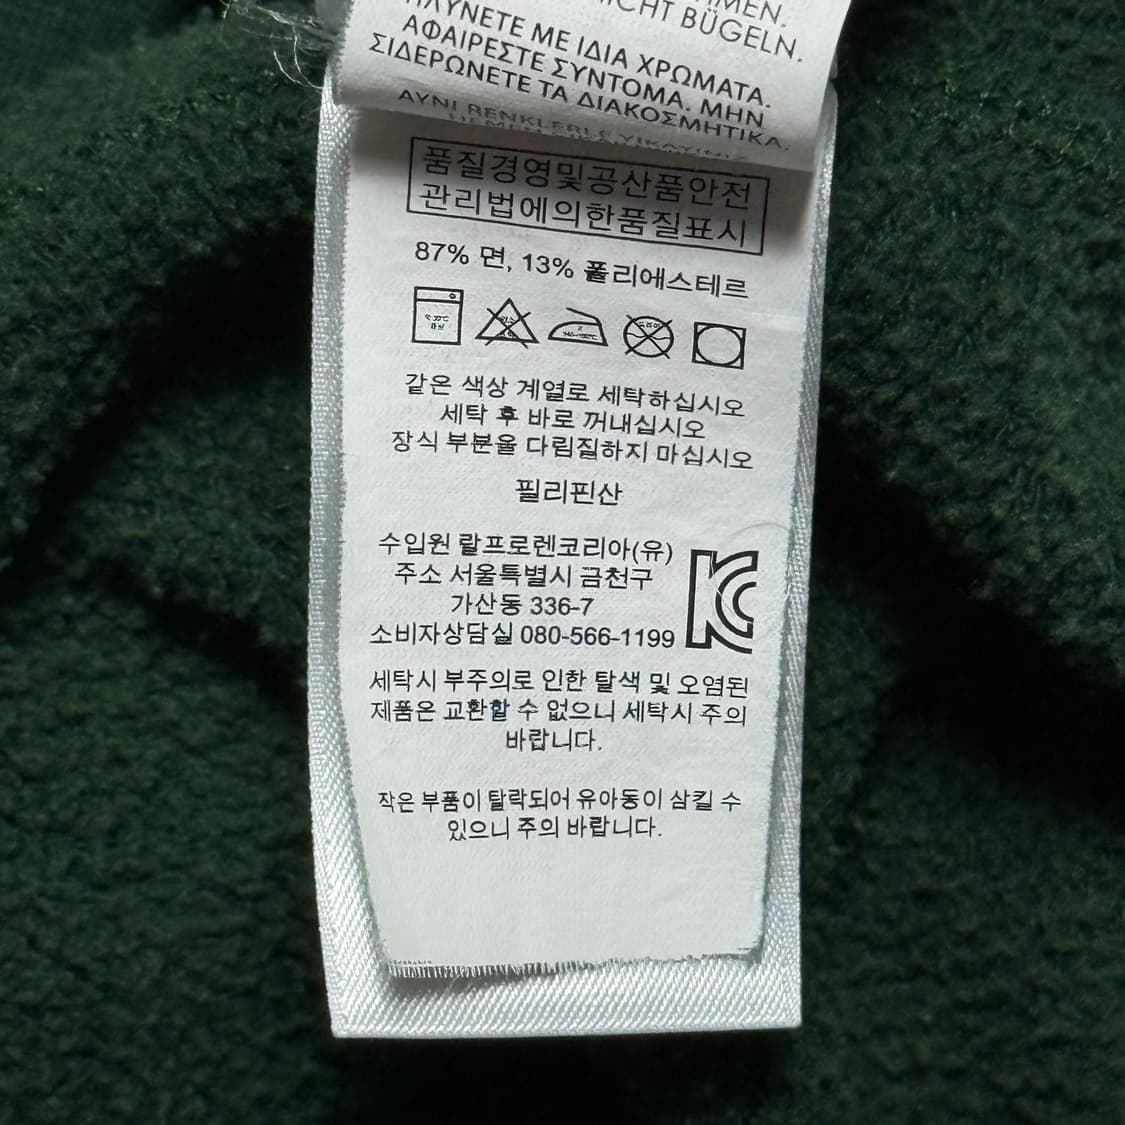 NICHT BÜGELN.
ΠΛΥΝΕΤΕ ΜΕ ΙΔΙΑ ΧΡΩΜΑΤΑ.
ΑΦΑΙΡΕΣΤΕ ΣΥΝΤΟΜΑ. ΜΗΝ
ΣΙΔΕΡΩΝΕΤΕ ΤΑ ΔΙΑΚΟΣΜΗΤΙΚΑ.
AYNI RENKLERLE YIKAYINIZ
품질경영및공산품안전
관리법에의한품질표시
87% 면, 13% 폴리에스테르
같은 색상 계열로 세탁하십시오
세탁 후 바로 꺼내십시오
장식 부분을 다림질하지 마십시오
필리핀산
수입원 랄프로렌코리아(유)
주소 서울특별시 금천구
가산동 336-7
소비자상담실 080-566-1199
세탁시 부주의로 인한 탈색 및 오염된
제품은 교환할 수 없으니 세탁시 주의
바랍니다.
작은 부품이 탈락되어 유아동이 삼킬 수
있으니 주의 바랍니다.